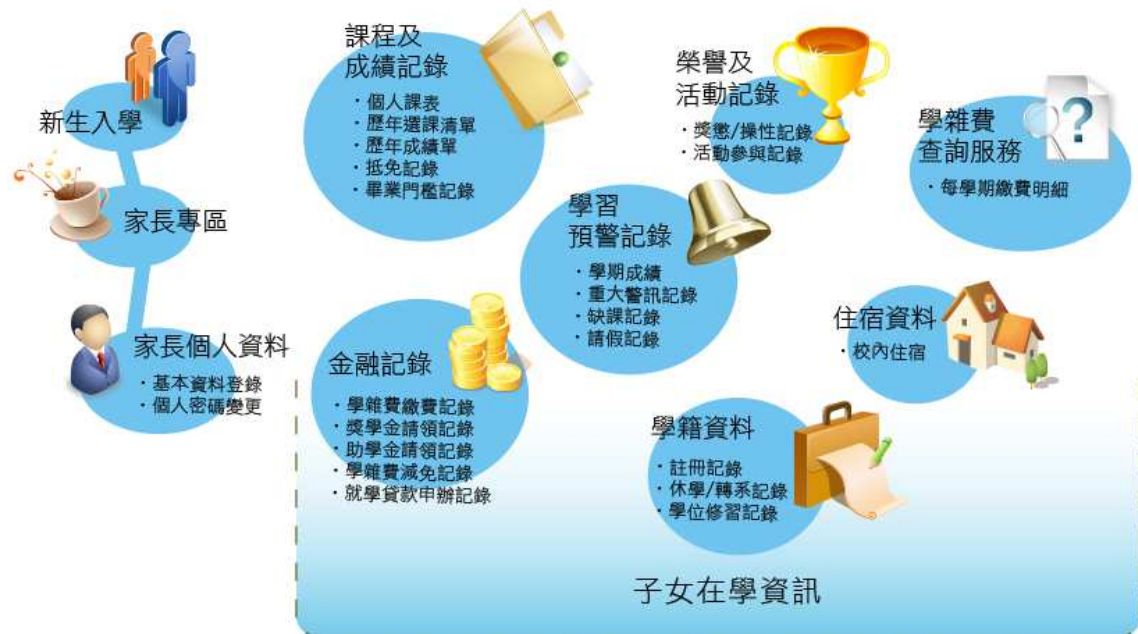 新生入學
家長專區
家長個人資料
・基本資料登錄
・個人密碼變更
課程及
成績記錄
・個人課表
・歷年選課清單
・歷年成績單
・抵免記錄
・畢業門檻記錄
榮譽及
活動記錄
・獎懲/操性記錄
・活動參與記錄
學雜費
查詢服務
・每學期繳費明細
學習
預警記錄
・學期成績
・重大警訊記錄
・缺課記錄
・請假記錄
住宿資料
・校內住宿
金融記錄
・學雜費繳費記錄
・獎學金請領記錄
・助學金請領記錄
・學雜費減免記錄
・就學貸款申辦記錄
學籍資料
・註冊記錄
・休學/轉系記錄
・學位修習記錄
子女在學資訊